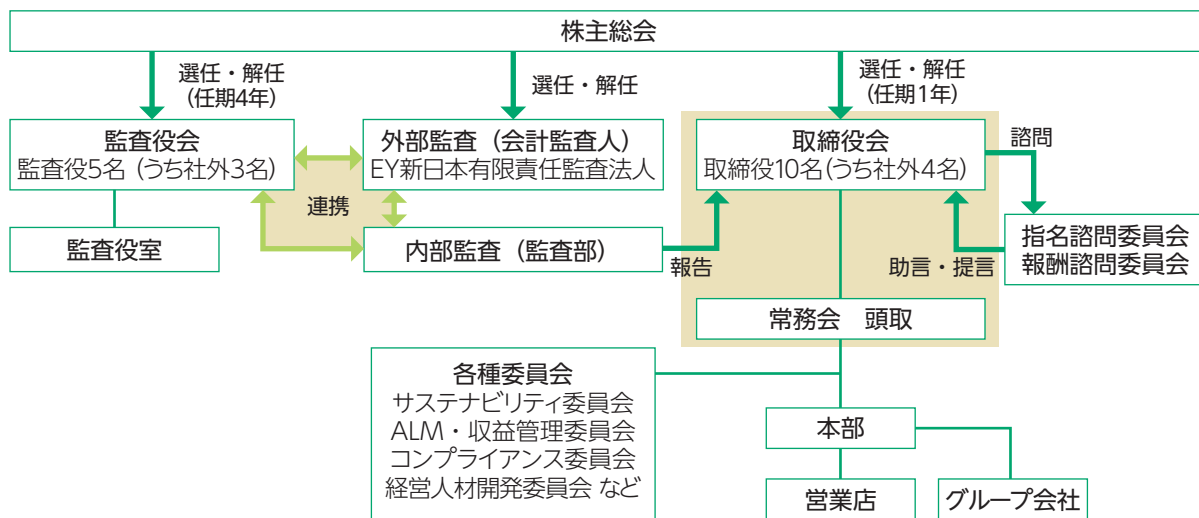 株主総会
選任・解任
(任期4年)
選任・解任
選任・解任
(任期1年)
監査役会
監査役5名 (うち社外3名)
外部監査（会計監査人）
EY新日本有限責任監査法人
取締役会
取締役10名(うち社外4名)
諮問
連携
監査役室
内部監査（監査部）
報告
助言・提言
指名諮問委員会
報酬諮問委員会
常務会　頭取
各種委員会
サステナビリティ委員会
ALM・収益管理委員会
コンプライアンス委員会
経営人材開発委員会 など
本部
営業店
グループ会社